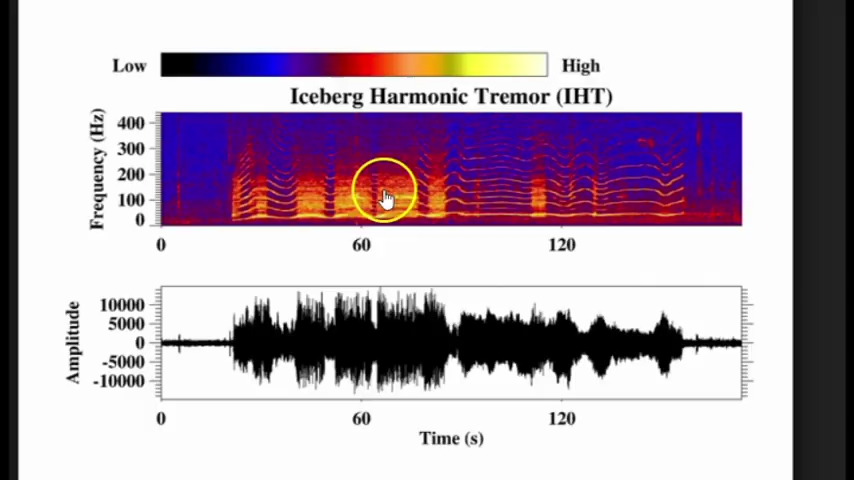 Low High
Iceberg Harmonic Tremor (IHT)
Frequency (Hz)
400
300
200
100
0
0 60 120
Amplitude
10000
5000
0
-5000
-10000
0 60 120
Time (s)